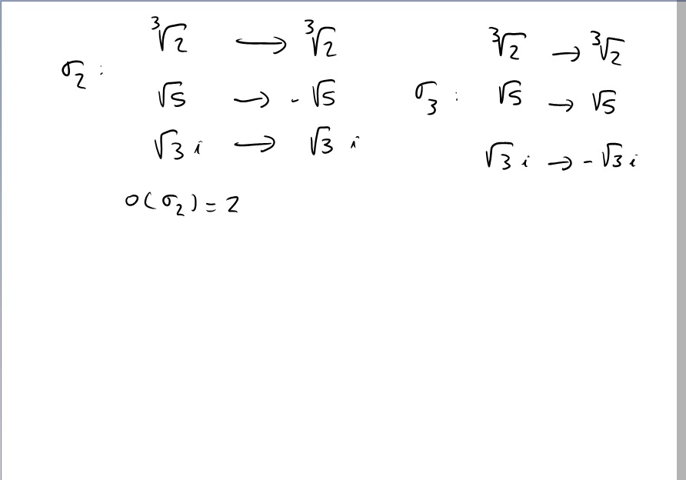 σ₂ :
∛2 → ∛2
√5 → -√5
√3 i → √3 i
o(σ₂) = 2
σ₃ :
∛2 → ∛2
√5 → √5
√3 i → -√3 i